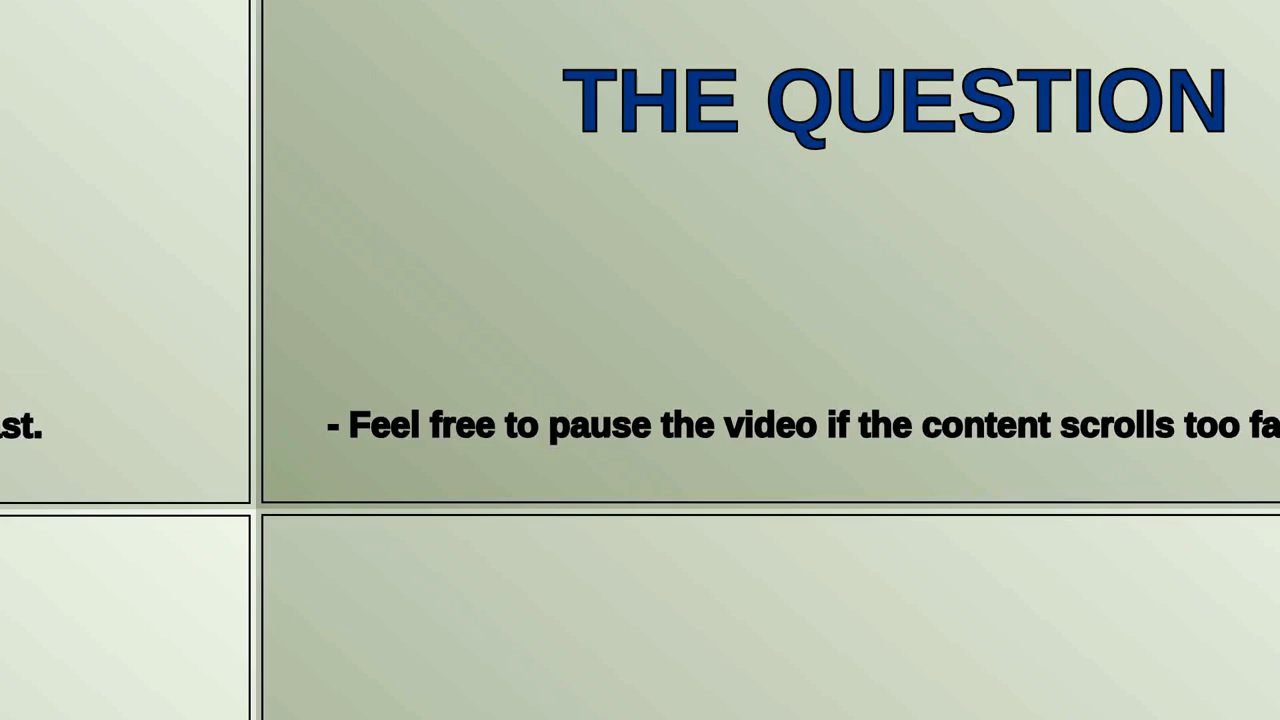 THE QUESTION
st.
- Feel free to pause the video if the content scrolls too fa